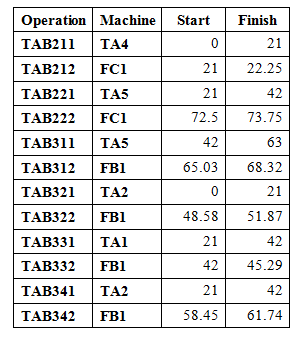 Operation Machine Start Finish
TAB211 TA4 0 21
TAB212 FC1 21 22.25
TAB221 TA5 21 42
TAB222 FC1 72.5 73.75
TAB311 TA5 42 63
TAB312 FB1 65.03 68.32
TAB321 TA2 0 21
TAB322 FB1 48.58 51.87
TAB331 TA1 21 42
TAB332 FB1 42 45.29
TAB341 TA2 21 42
TAB342 FB1 58.45 61.74